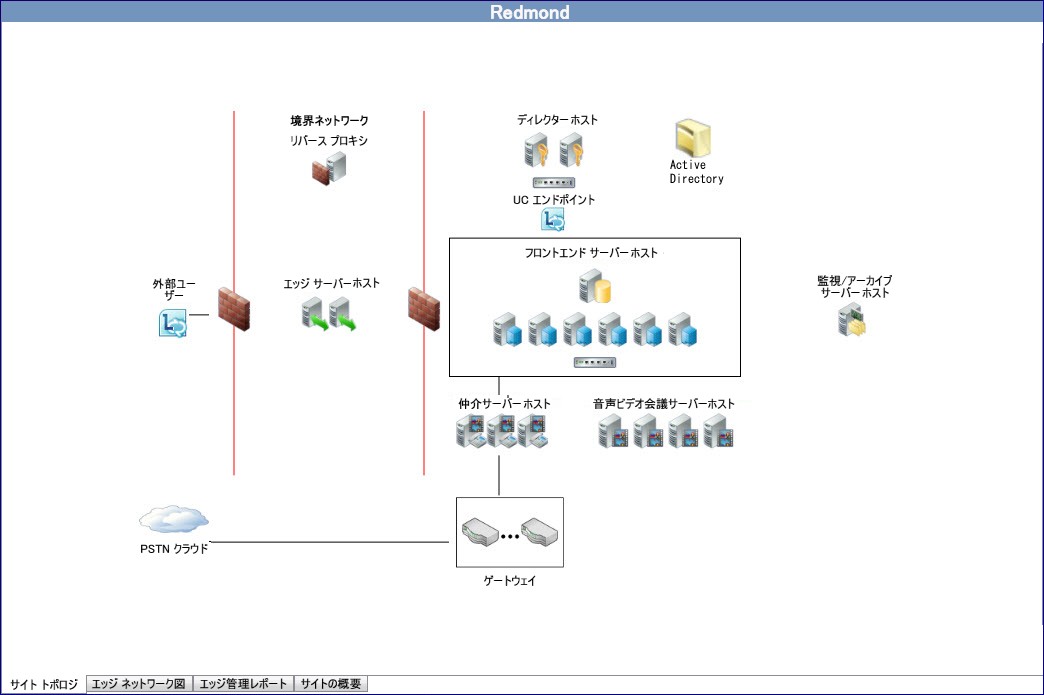 Redmond
境界ネットワーク
リバース プロキシ
ディレクター ホスト
Active
Directory
UC エンドポイント
フロントエンド サーバーホスト
外部ユー
ザー
エッジ サーバーホスト
監視/アーカイブ
サーバー ホスト
仲介サーバーホスト
音声ビデオ会議サーバーホスト
PSTN クラウド
ゲートウェイ
サイト トポロジ
エッジ ネットワーク図
エッジ管理レポート
サイトの概要